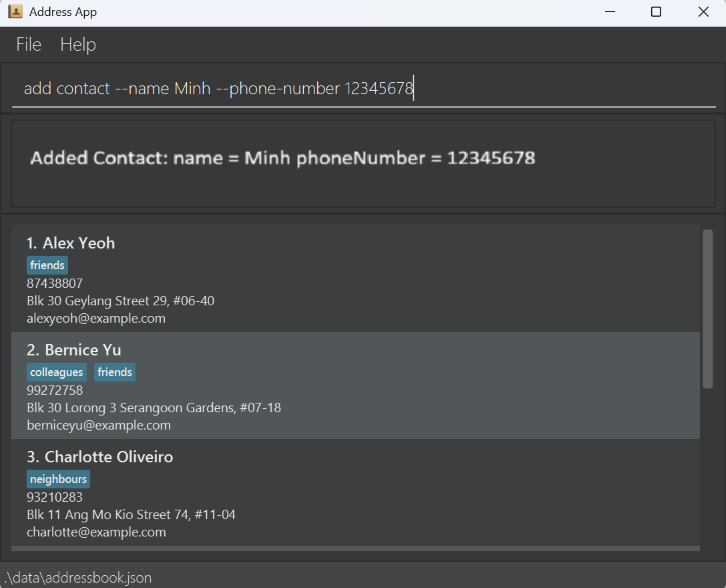 Address App
File Help
add contact --name Minh --phone-number 12345678
Added Contact: name = Minh phoneNumber = 12345678
1. Alex Yeoh
friends
87438807
Blk 30 Geylang Street 29, #06-40
alexyeoh@example.com
2. Bernice Yu
colleagues friends
99272758
Blk 30 Lorong 3 Serangoon Gardens, #07-18
berniceyu@example.com
3. Charlotte Oliveiro
neighbours
93210283
Blk 11 Ang Mo Kio Street 74, #11-04
charlotte@example.com
.\data\addressbook.json